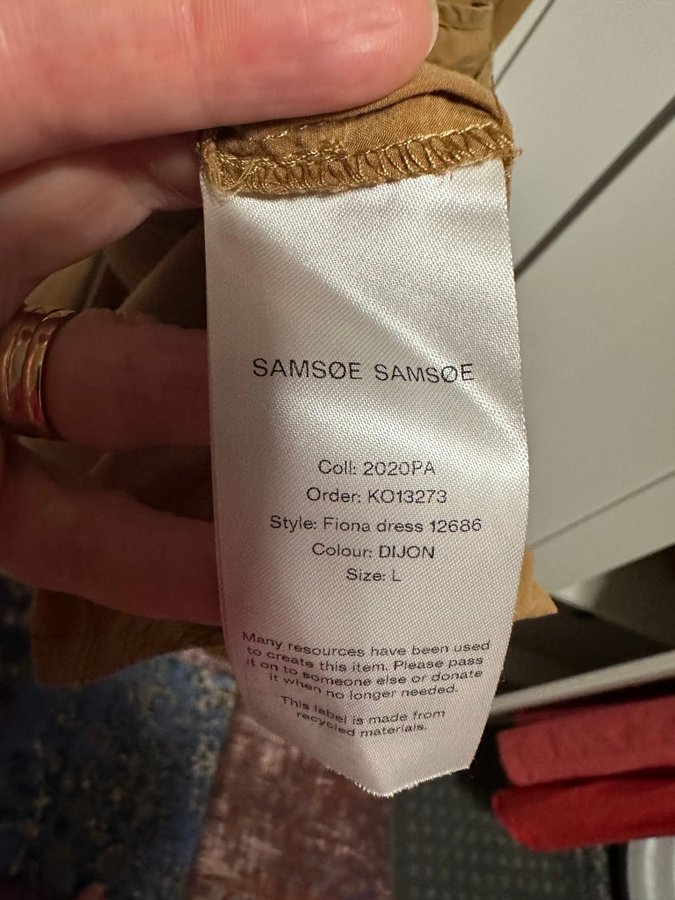 SAMSØE SAMSØE
Coll: 2020PA
Order: KO13273
Style: Fiona dress 12686
Colour: DIJON
Size: L
Many resources have been used
to create this item. Please pass
it on to someone else or donate
it when no longer needed.
This label is made from
recycled materials.